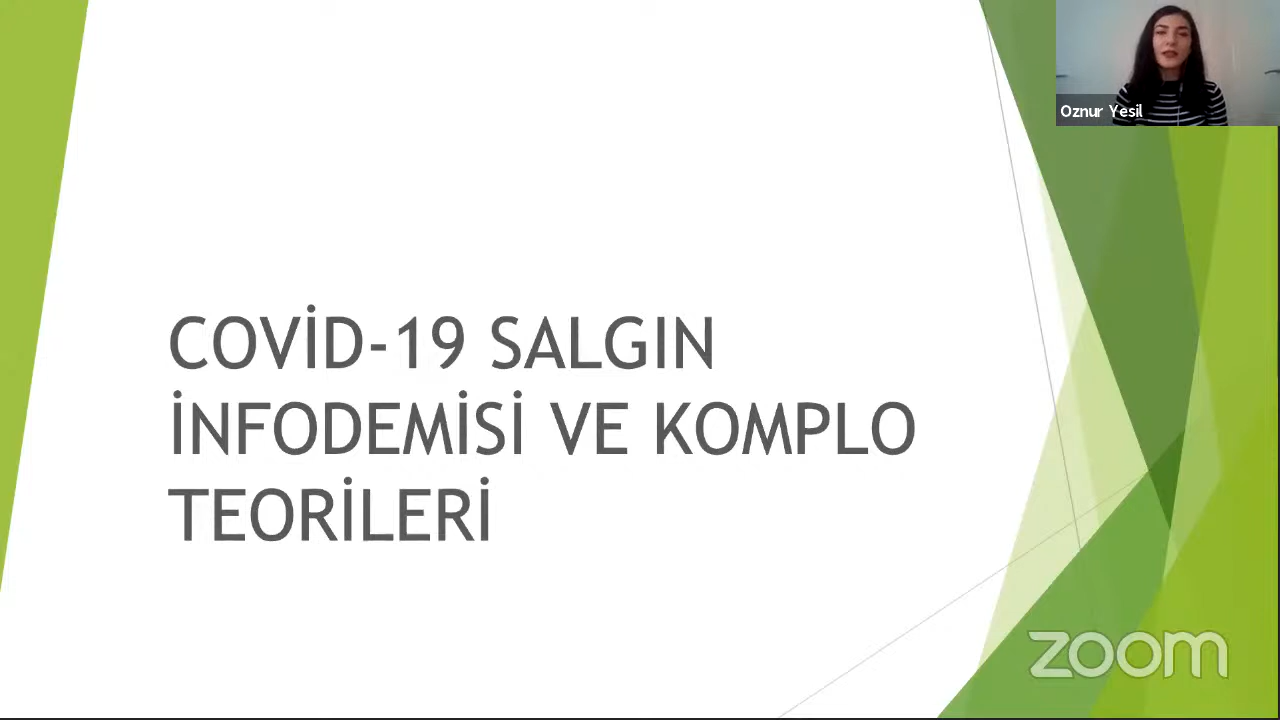 Oznur Yesil
COVİD-19 SALGIN
İNFODEMİSİ VE KOMPLO
TEORİLERİ
zoom